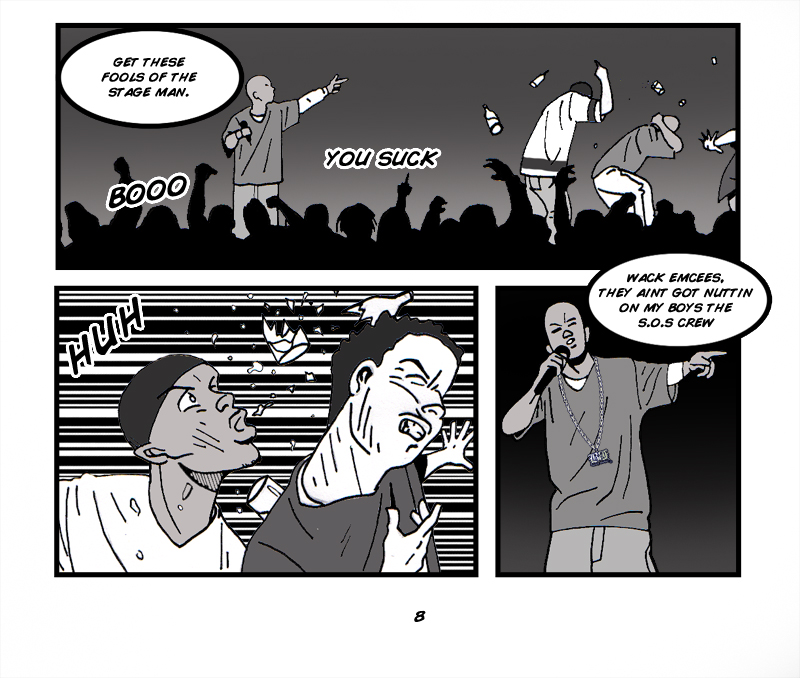 GET THESE
FOOLS OF THE
STAGE MAN.
YOU SUCK
BOOO
HUH
WACK EMCEES,
THEY AINT GOT NUTTIN
ON MY BOYS THE
S.O.S CREW
8